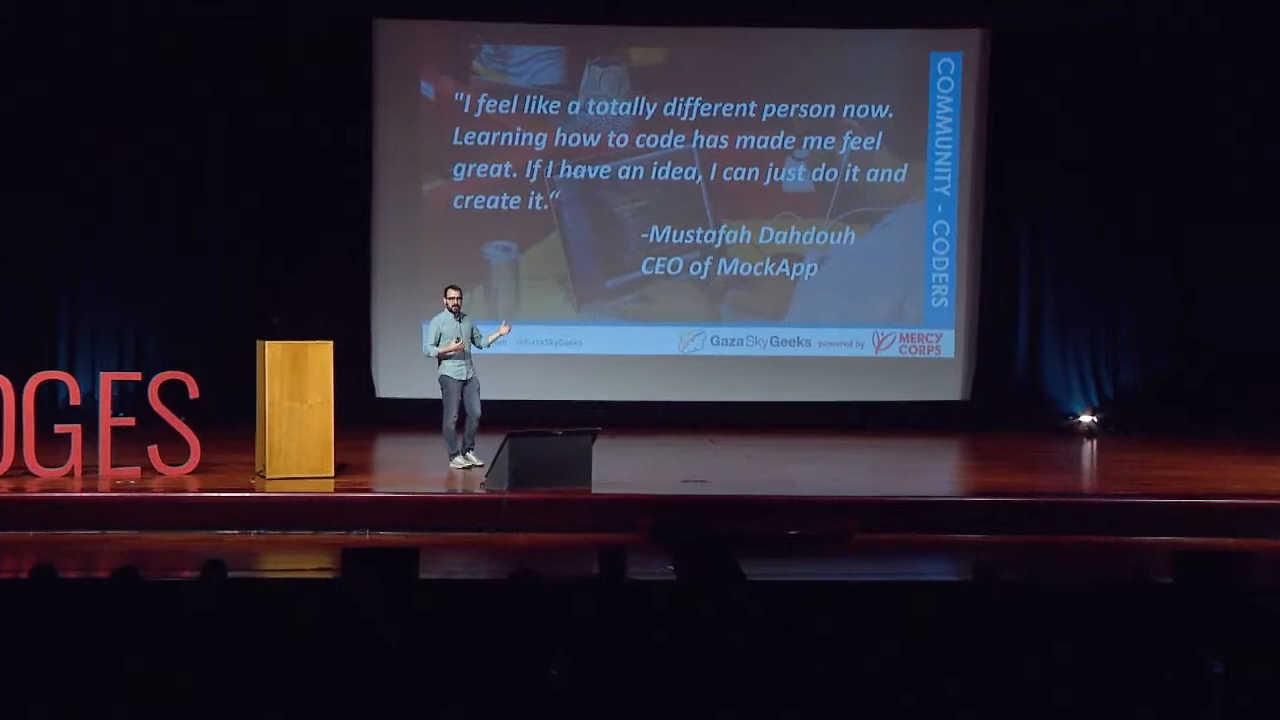 "I feel like a totally different person now.
Learning how to code has made me feel
great. If I have an idea, I can just do it and
create it.“
-Mustafah Dahdouh
CEO of MockApp
COMMUNITY - CODERS
@GazaSkyGeeks
GazaSkyGeeks powered by MERCY CORPS
DGES